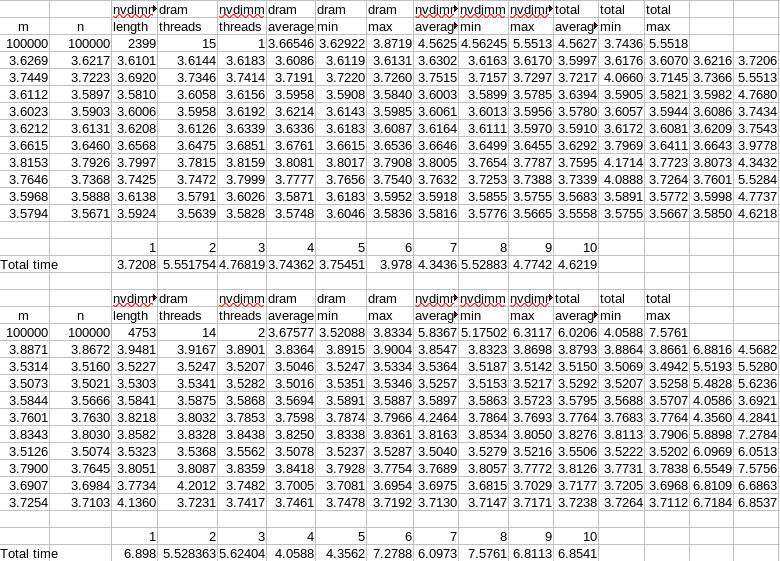 nvdimm dram nvdimm dram dram dram nvdimm nvdimm nvdimm total total total
m n length threads threads average min max average min max average min max
100000 100000 2399 15 1 3.66546 3.62922 3.8719 4.5625 4.56245 5.5513 4.5627 3.7436 5.5518
3.6269 3.6217 3.6101 3.6144 3.6183 3.6086 3.6119 3.6131 3.6302 3.6163 3.6170 3.5997 3.6176 3.6070 3.6216 3.7206
3.7449 3.7223 3.6920 3.7346 3.7414 3.7191 3.7220 3.7260 3.7515 3.7157 3.7297 3.7217 4.0660 3.7145 3.7366 5.5513
3.6112 3.5897 3.5810 3.6058 3.6156 3.5958 3.5908 3.5840 3.6003 3.5899 3.5785 3.6394 3.5905 3.5821 3.5982 4.7680
3.6023 3.5903 3.6006 3.5958 3.6192 3.6214 3.6143 3.5985 3.6061 3.6013 3.5956 3.5780 3.6057 3.5944 3.6086 3.7434
3.6212 3.6131 3.6208 3.6126 3.6339 3.6336 3.6183 3.6087 3.6164 3.6111 3.5970 3.5910 3.6172 3.6081 3.6209 3.7543
3.6615 3.6460 3.6568 3.6475 3.6851 3.6761 3.6615 3.6536 3.6646 3.6499 3.6455 3.6292 3.7969 3.6411 3.6643 3.9778
3.8153 3.7926 3.7997 3.7815 3.8159 3.8081 3.8017 3.7908 3.8005 3.7654 3.7787 3.7595 4.1714 3.7723 3.8073 4.3432
3.7646 3.7368 3.7425 3.7472 3.7999 3.7777 3.7656 3.7540 3.7632 3.7253 3.7388 3.7339 4.0888 3.7264 3.7601 5.5284
3.5968 3.5888 3.6138 3.5791 3.6026 3.5871 3.6183 3.5952 3.5918 3.5855 3.5755 3.5683 3.5891 3.5772 3.5998 4.7737
3.5794 3.5671 3.5924 3.5639 3.5828 3.5748 3.6046 3.5836 3.5816 3.5776 3.5665 3.5558 3.5755 3.5667 3.5850 4.6218
1 2 3 4 5 6 7 8 9 10
Total time 3.7208 5.551754 4.76819 3.74362 3.75451 3.978 4.3436 5.52883 4.7742 4.6219
nvdimm dram nvdimm dram dram dram nvdimm nvdimm nvdimm total total total
m n length threads threads average min max average min max average min max
100000 100000 4753 14 2 3.67577 3.52088 3.8334 5.8367 5.17502 6.3117 6.0206 4.0588 7.5761
3.8871 3.8672 3.9481 3.9167 3.8901 3.8364 3.8915 3.9004 3.8547 3.8323 3.8698 3.8793 3.8864 3.8661 6.8816 4.5682
3.5314 3.5160 3.5227 3.5247 3.5207 3.5046 3.5247 3.5334 3.5364 3.5187 3.5142 3.5150 3.5069 3.4942 5.5193 5.5280
3.5073 3.5021 3.5303 3.5341 3.5282 3.5016 3.5351 3.5346 3.5257 3.5153 3.5217 3.5292 3.5207 3.5258 5.4828 5.6236
3.5844 3.5666 3.5841 3.5875 3.5868 3.5694 3.5891 3.5887 3.5897 3.5863 3.5723 3.5795 3.5688 3.5707 4.0586 3.6921
3.7601 3.7630 3.8218 3.8032 3.7853 3.7598 3.7874 3.7966 4.2464 3.7864 3.7693 3.7764 3.7683 3.7764 4.3560 4.2841
3.8343 3.8030 3.8582 3.8328 3.8438 3.8250 3.8338 3.8361 3.8163 3.8534 3.8050 3.8276 3.8113 3.7906 5.8898 7.2784
3.5126 3.5074 3.5323 3.5368 3.5562 3.5078 3.5237 3.5287 3.5040 3.5279 3.5216 3.5506 3.5222 3.5202 6.0969 6.0513
3.7900 3.7645 3.8051 3.8087 3.8359 3.8418 3.7928 3.7754 3.7689 3.8057 3.7772 3.8126 3.7731 3.7838 6.5549 7.5756
3.6907 3.6984 3.7734 4.2012 3.7482 3.7005 3.7081 3.6954 3.6975 3.6815 3.7029 3.7177 3.7205 3.6968 6.8109 6.6863
3.7254 3.7103 4.1360 3.7231 3.7417 3.7461 3.7478 3.7192 3.7130 3.7147 3.7171 3.7238 3.7264 3.7112 6.7184 6.8537
1 2 3 4 5 6 7 8 9 10
Total time 6.898 5.528363 5.62404 4.0588 4.3562 7.2788 6.0973 7.5761 6.8113 6.8541